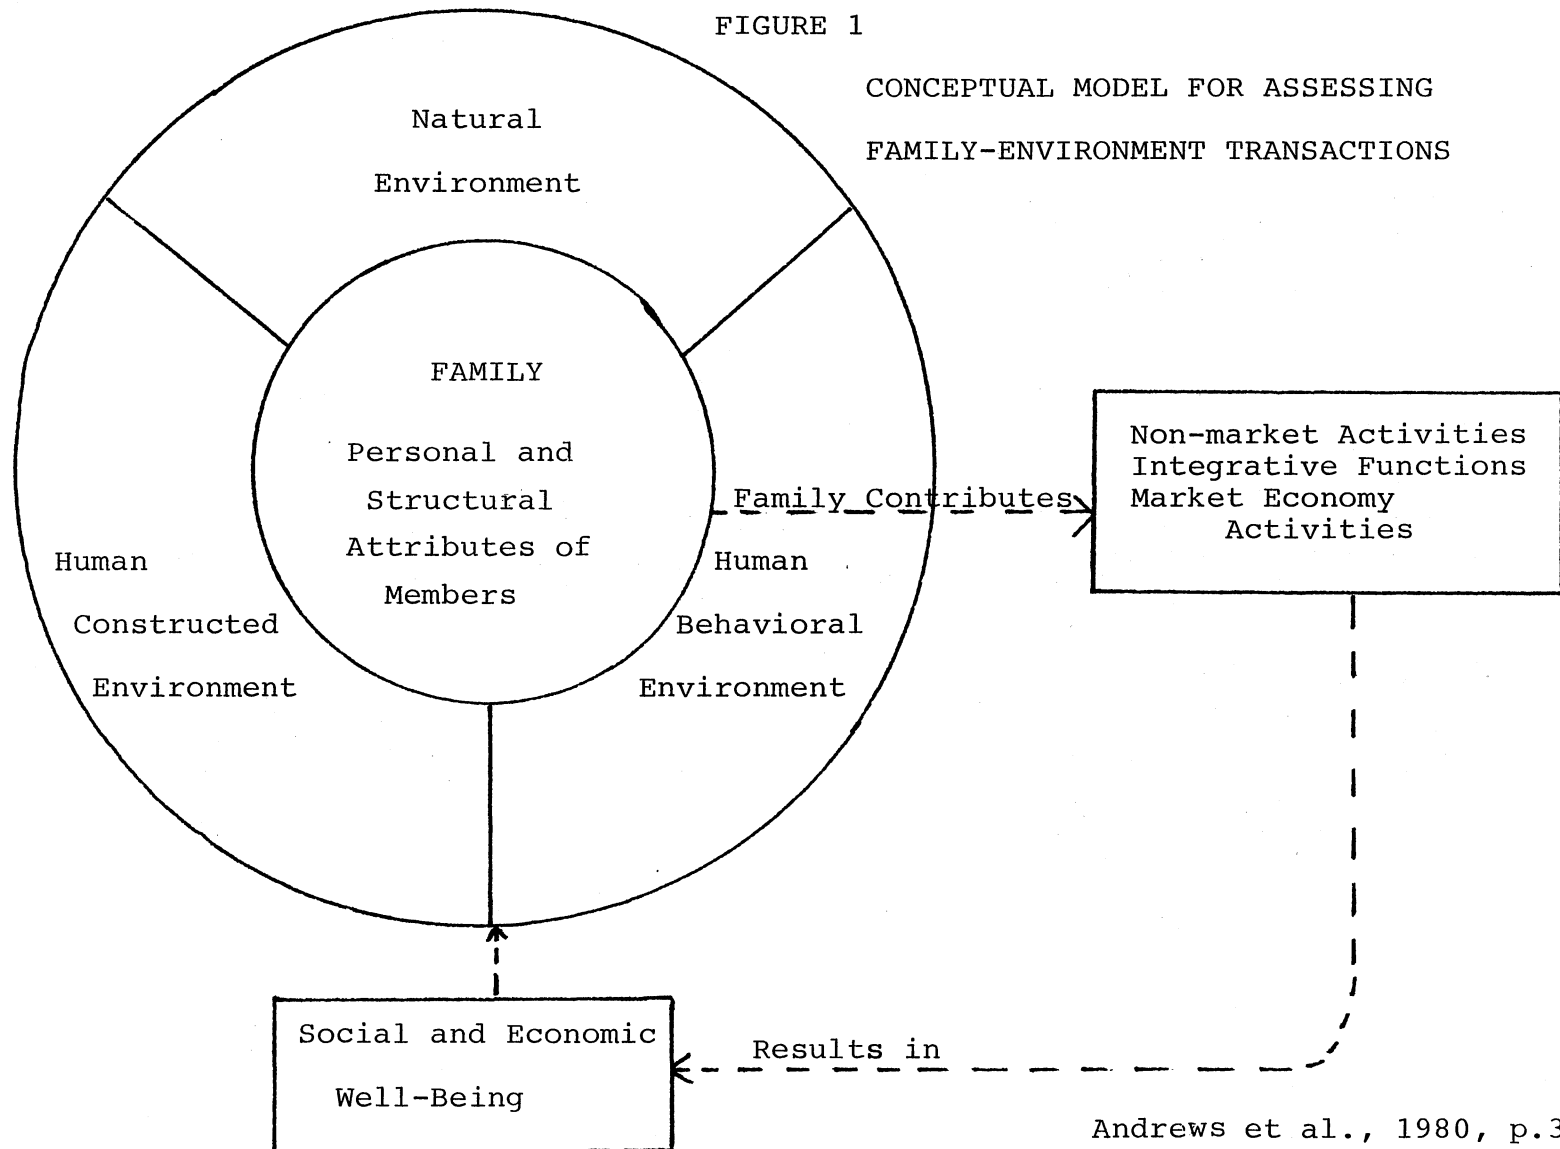 FIGURE 1
CONCEPTUAL MODEL FOR ASSESSING
FAMILY-ENVIRONMENT TRANSACTIONS
Natural
Environment
FAMILY
Personal and
Structural
Attributes of
Members
Human
Constructed
Environment
Family Contributes
Human
Behavioral
Environment
Non-market Activities
Integrative Functions
Market Economy
Activities
Results in
Social and Economic
Well-Being
Andrews et al., 1980, p.3